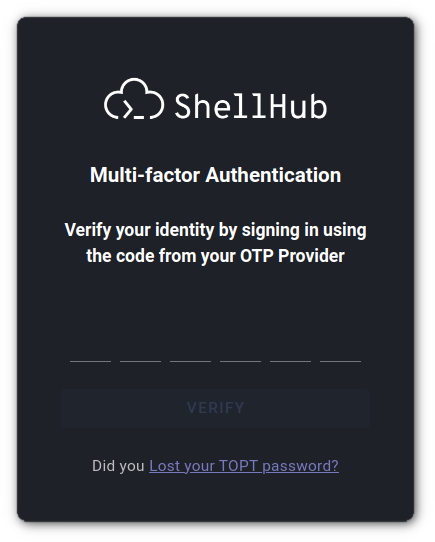 ShellHub
Multi-factor Authentication
Verify your identity by signing in using
the code from your OTP Provider
VERIFY
Did you Lost your TOPT password?